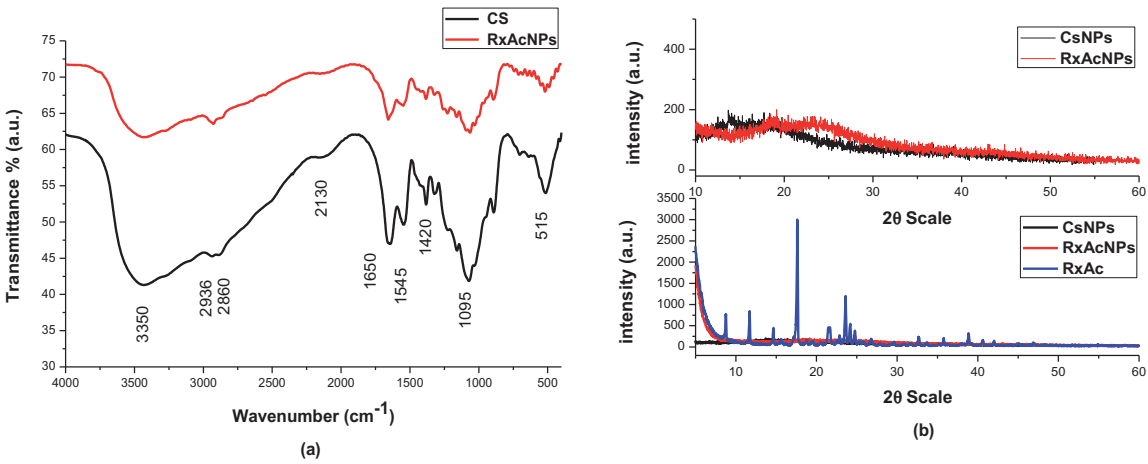 CS
RxAcNPs
Transmittance % (a.u.)
75
70
65
60
55
50
45
40
35
30
3350
2936
2860
2130
1650
1545
1420
1095
515
4000 3500 3000 2500 2000 1500 1000 500
Wavenumber (cm⁻¹)
(a)
CsNPs
RxAcNPs
intensity (a.u.)
400
200
0
10 20 30 40 50 60
2θ Scale
CsNPs
RxAcNPs
RxAc
intensity (a.u.)
3500
3000
2500
2000
1500
1000
500
0
10 20 30 40 50 60
2θ Scale
(b)